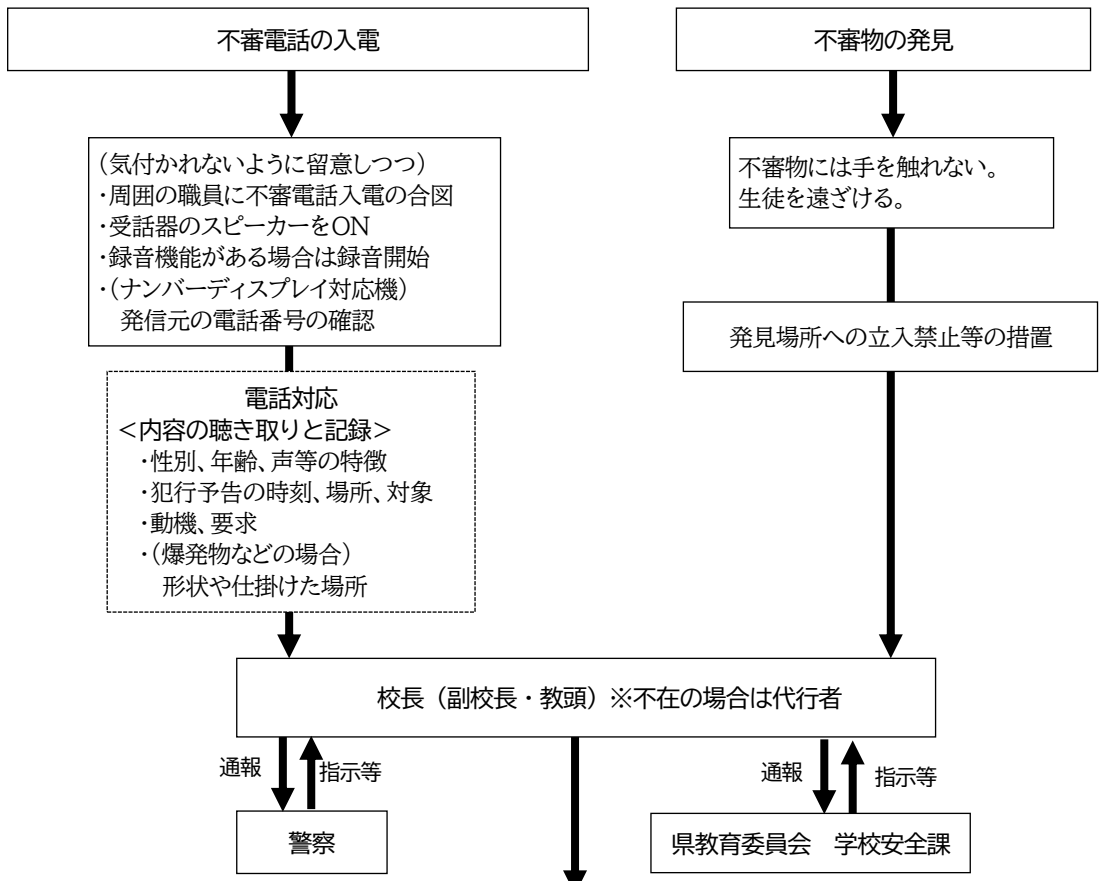 不審電話の入電
(気付かれないように留意しつつ)
・周囲の職員に不審電話入電の合図
・受話器のスピーカーをON
・録音機能がある場合は録音開始
・(ナンバーディスプレイ対応機)
発信元の電話番号の確認
電話対応
<内容の聴き取りと記録>
・性別、年齢、声等の特徴
・犯行予告の時刻、場所、対象
・動機、要求
・(爆発物などの場合)
形状や仕掛けた場所
不審物の発見
不審物には手を触れない。
生徒を遠ざける。
発見場所への立入禁止等の措置
校長(副校長・教頭)※不在の場合は代行者
通報
指示等
警察
通報
指示等
県教育委員会 学校安全課